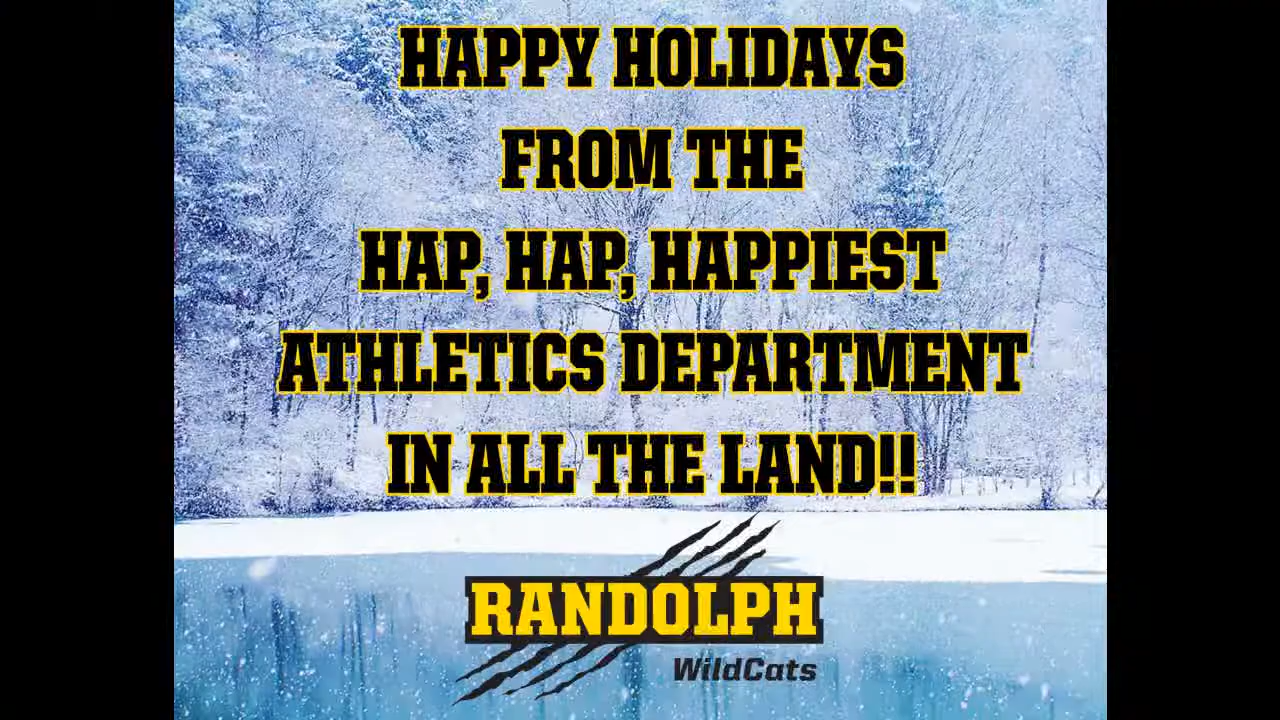 HAPPY HOLIDAYS
FROM THE
HAP, HAP, HAPPIEST
ATHLETICS DEPARTMENT
IN ALL THE LAND!!
RANDOLPH
WildCats